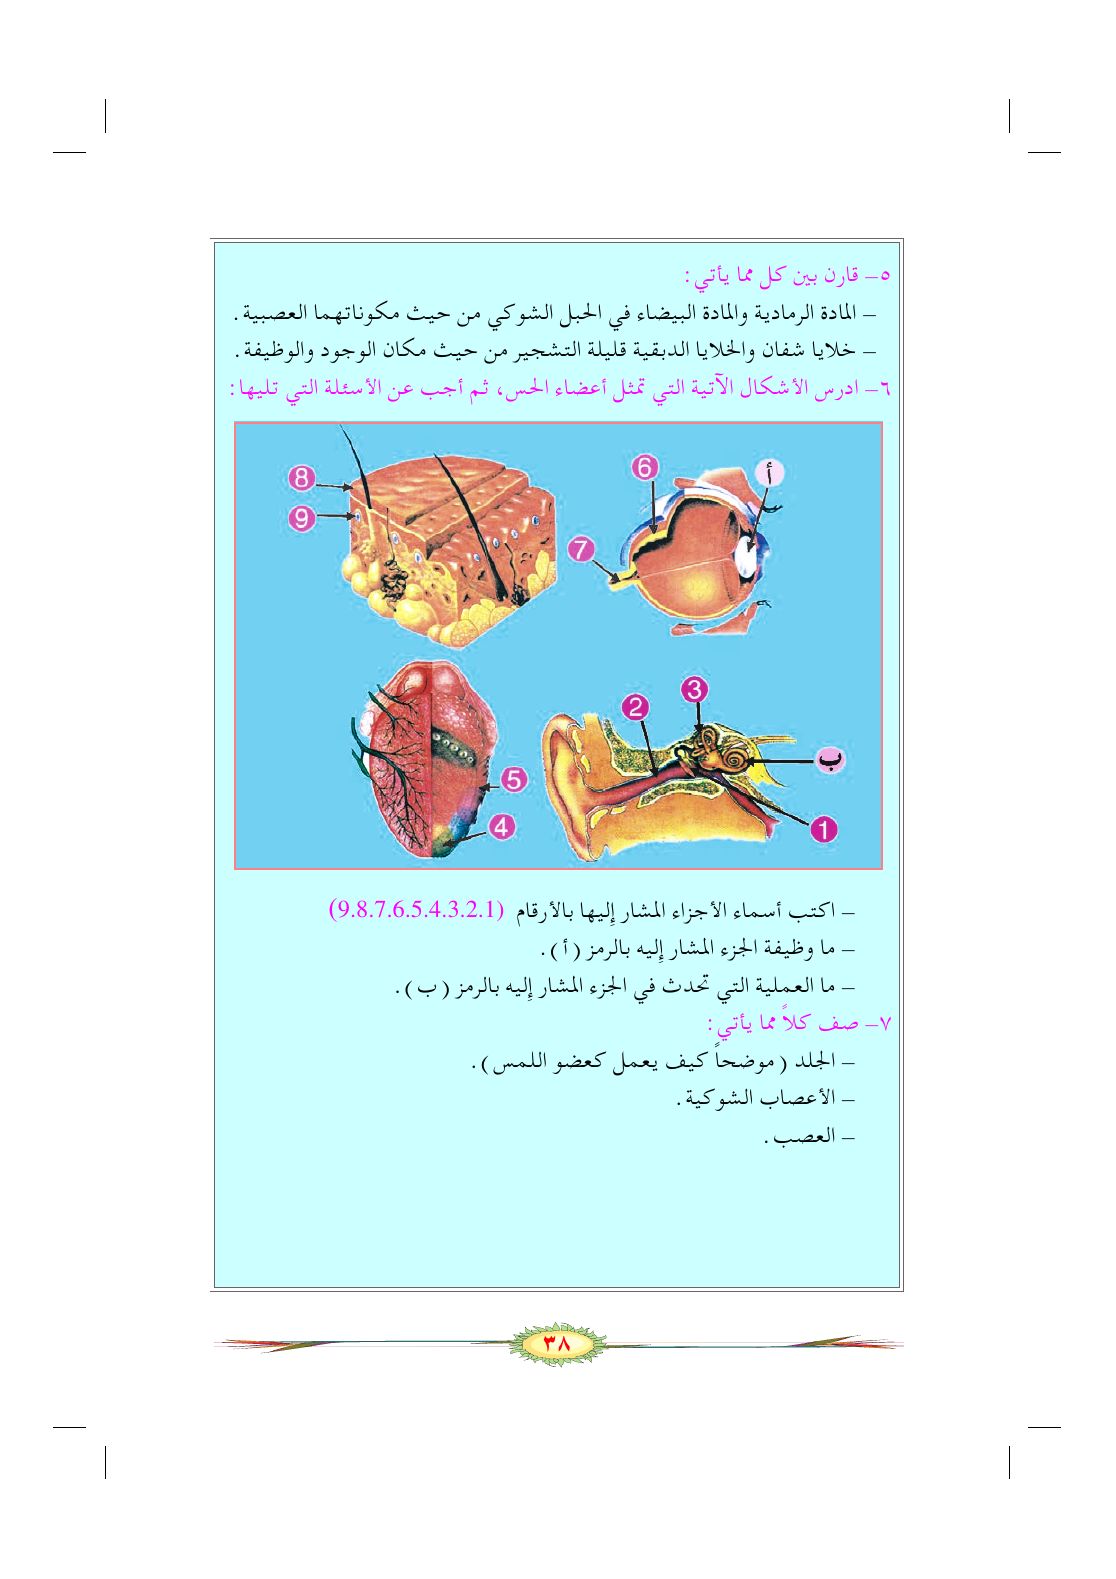 ٥– قارن بين كل مما يأتي :
– المادة الرمادية والمادة البيضاء في الحبل الشوكي من حيث مكوناتهما العصبية .
– خلايا شفان والخلايا الدبقية قليلة التشجير من حيث مكان الوجود والوظيفة .
٦– ادرس الأشكال الآتية التي تمثل أعضاء الحس، ثم أجب عن الأسئلة التي تليها :
8
6
أ
9
7
3
2
ب
5
4
1
– اكتب أسماء الأجزاء المشار إليها بالأرقام (9.8.7.6.5.4.3.2.1)
– ما وظيفة الجزء المشار إليه بالرمز ( أ ) .
– ما العملية التي تحدث في الجزء المشار إليه بالرمز ( ب ) .
٧– صف كلاً مما يأتي :
– الجلد ( موضحاً كيف يعمل كعضو اللمس ) .
– الأعصاب الشوكية .
– العصب .
٣٨